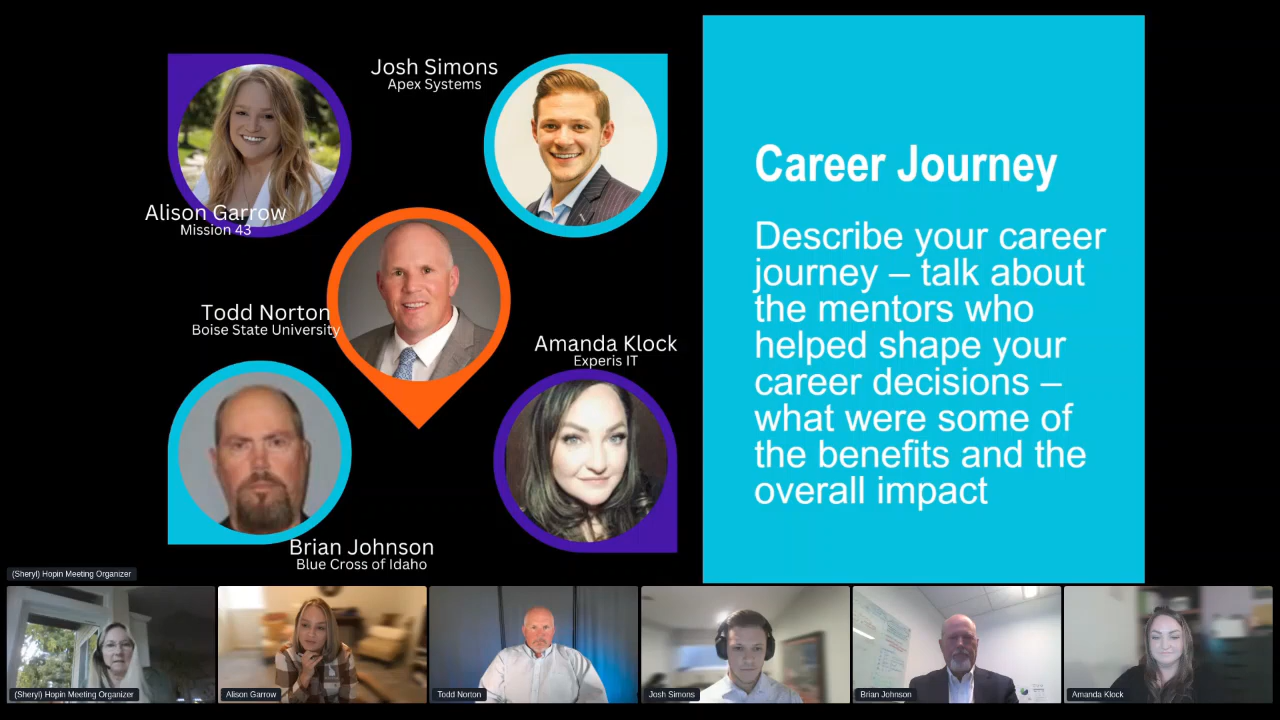 Josh Simons
Apex Systems
Alison Garrow
Mission 43
Todd Norton
Boise State University
Amanda Klock
Experis IT
Brian Johnson
Blue Cross of Idaho
Career Journey
Describe your career
journey – talk about
the mentors who
helped shape your
career decisions –
what were some of
the benefits and the
overall impact
(Sheryl) Hopin Meeting Organizer
(Sheryl) Hopin Meeting Organizer
Alison Garrow
Todd Norton
Josh Simons
Brian Johnson
Amanda Klock